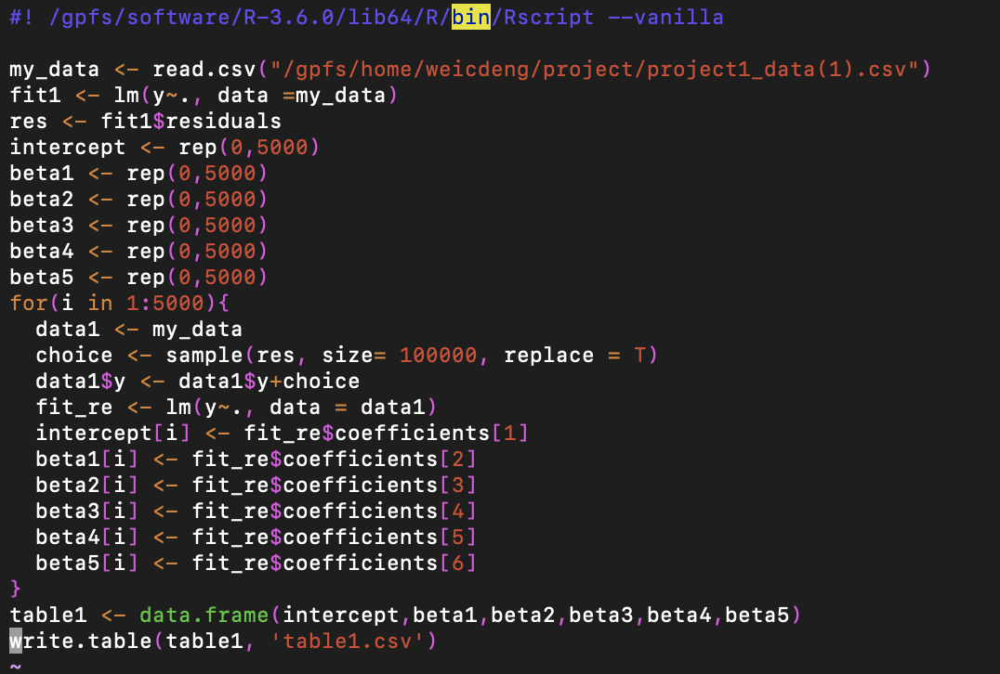 #! /gpfs/software/R-3.6.0/lib64/R/bin/Rscript --vanilla
my_data <- read.csv("/gpfs/home/weicdeng/project/project1_data(1).csv")
fit1 <- lm(y~., data =my_data)
res <- fit1$residuals
intercept <- rep(0,5000)
beta1 <- rep(0,5000)
beta2 <- rep(0,5000)
beta3 <- rep(0,5000)
beta4 <- rep(0,5000)
beta5 <- rep(0,5000)
for(i in 1:5000){
  data1 <- my_data
  choice <- sample(res, size= 100000, replace = T)
  data1$y <- data1$y+choice
  fit_re <- lm(y~., data = data1)
  intercept[i] <- fit_re$coefficients[1]
  beta1[i] <- fit_re$coefficients[2]
  beta2[i] <- fit_re$coefficients[3]
  beta3[i] <- fit_re$coefficients[4]
  beta4[i] <- fit_re$coefficients[5]
  beta5[i] <- fit_re$coefficients[6]
}
table1 <- data.frame(intercept,beta1,beta2,beta3,beta4,beta5)
write.table(table1, 'table1.csv')
~